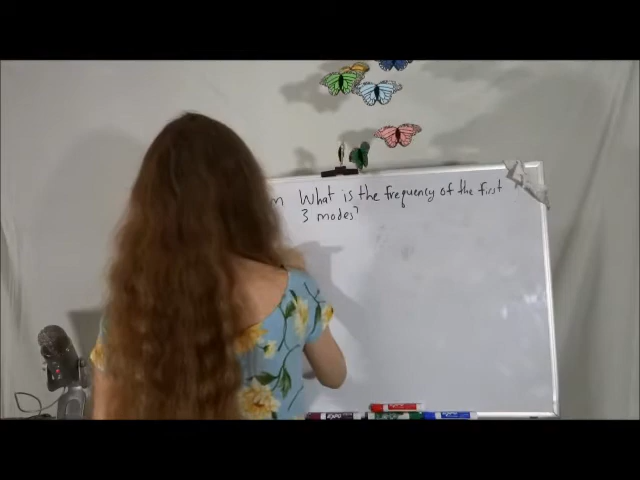 m What is the frequency of the first
3 modes?